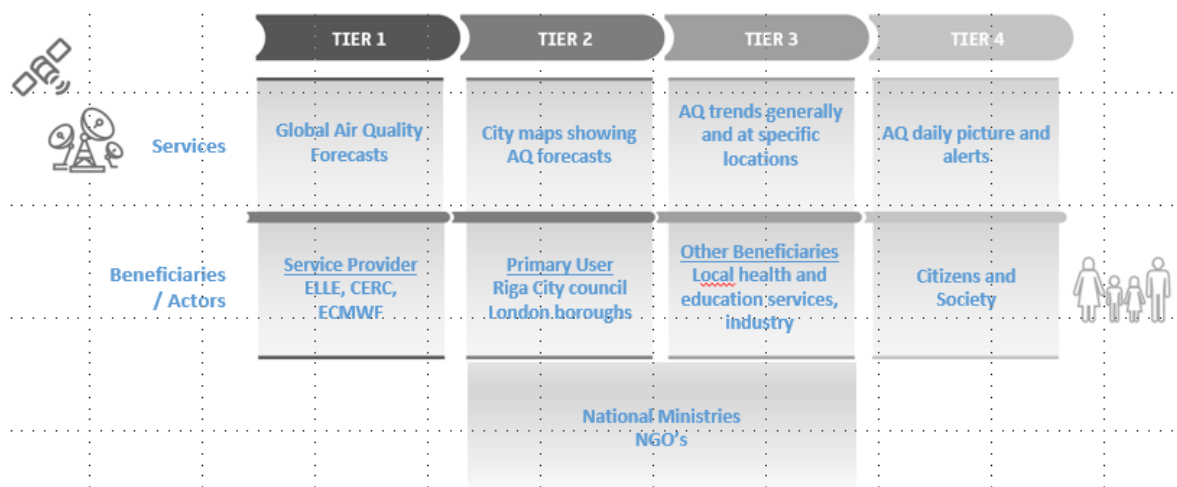 TIER 1
TIER 2
TIER 3
TIER 4
Services
Global Air Quality
Forecasts
City maps showing
AQ forecasts
AQ trends generally
and at specific
locations
AQ daily picture and
alerts
Beneficiaries
/ Actors
Service Provider
ELLE, CERC,
ECMWF
Primary User
Riga City council
London boroughs
Other Beneficiaries
Local health and
education services,
industry
Citizens and
Society
National Ministries
NGO's